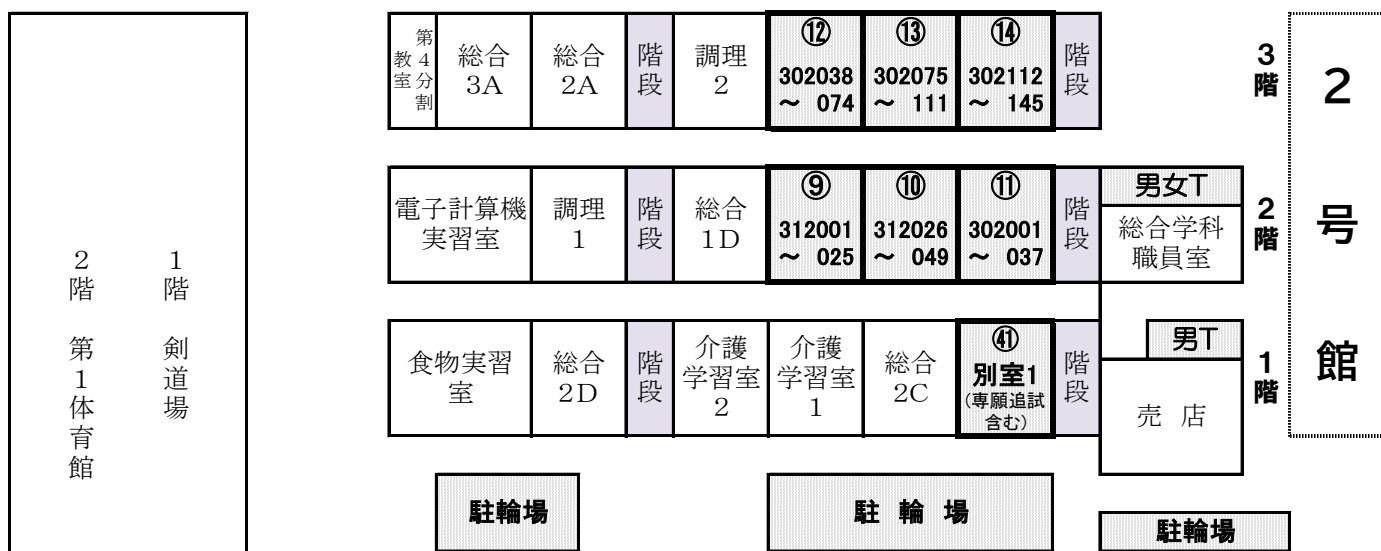 第4分割
教室
総合
3A
総合
2A
階段
調理
2
⑫
302038
～ 074
⑬
302075
～ 111
⑭
302112
～ 145
階段
3階
2号館
電子計算機
実習室
調理
1
階段
総合
1D
⑨
312001
～ 025
⑩
312026
～ 049
⑪
302001
～ 037
階段
男女T
総合学科
職員室
2階
1階 剣道場
2階 第1体育館
食物実習
室
総合
2D
階段
介護
学習室
2
介護
学習室
1
総合
2C
㊶
別室1
(専願追試
含む)
階段
男T
売 店
1階
駐輪場
駐 輪 場
駐輪場